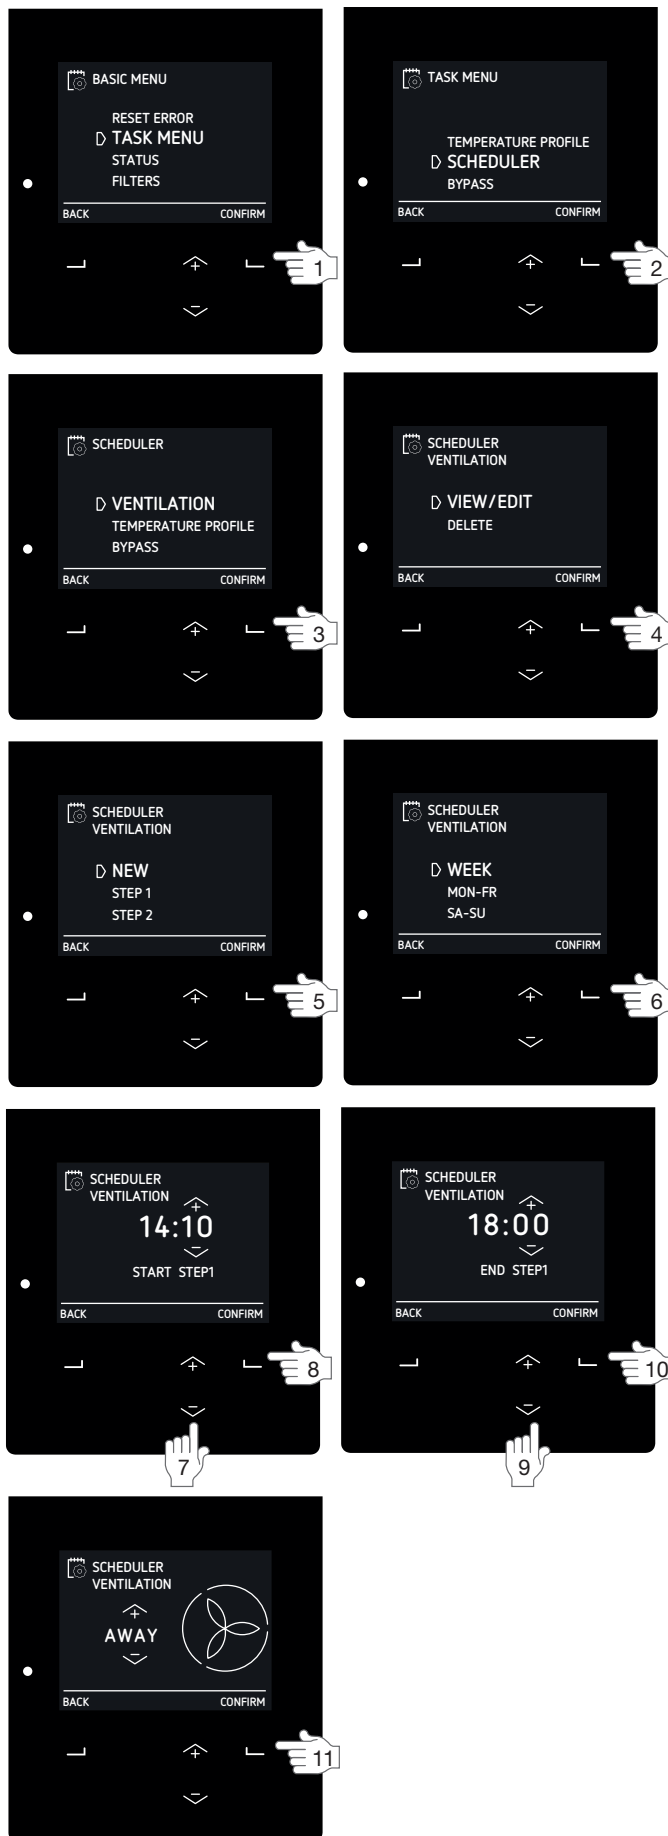 BASIC MENU
RESET ERROR
TASK MENU
STATUS
FILTERS
BACK CONFIRM
1
TASK MENU
TEMPERATURE PROFILE
SCHEDULER
BYPASS
BACK CONFIRM
2
SCHEDULER
VENTILATION
TEMPERATURE PROFILE
BYPASS
BACK CONFIRM
3
SCHEDULER
VENTILATION
VIEW/EDIT
DELETE
BACK CONFIRM
4
SCHEDULER
VENTILATION
NEW
STEP 1
STEP 2
BACK CONFIRM
5
SCHEDULER
VENTILATION
WEEK
MON-FR
SA-SU
BACK CONFIRM
6
SCHEDULER
VENTILATION
14:10
START STEP1
BACK CONFIRM
8
7
SCHEDULER
VENTILATION
18:00
END STEP1
BACK CONFIRM
10
9
SCHEDULER
VENTILATION
AWAY
BACK CONFIRM
11